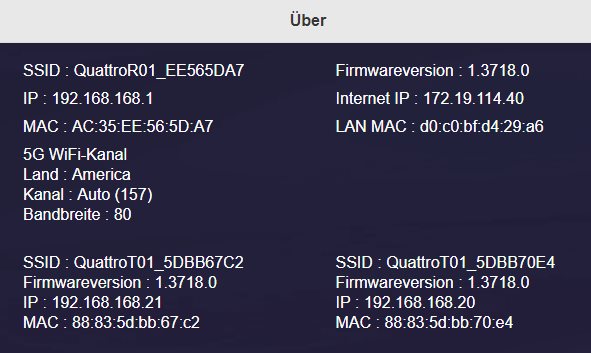 Über
SSID : QuattroR01_EE565DA7
Firmwareversion : 1.3718.0
IP : 192.168.168.1
Internet IP : 172.19.114.40
MAC : AC:35:EE:56:5D:A7
LAN MAC : d0:c0:bf:d4:29:a6
5G WiFi-Kanal
Land : America
Kanal : Auto (157)
Bandbreite : 80
SSID : QuattroT01_5DBB67C2
Firmwareversion : 1.3718.0
IP : 192.168.168.21
MAC : 88:83:5d:bb:67:c2
SSID : QuattroT01_5DBB70E4
Firmwareversion : 1.3718.0
IP : 192.168.168.20
MAC : 88:83:5d:bb:70:e4